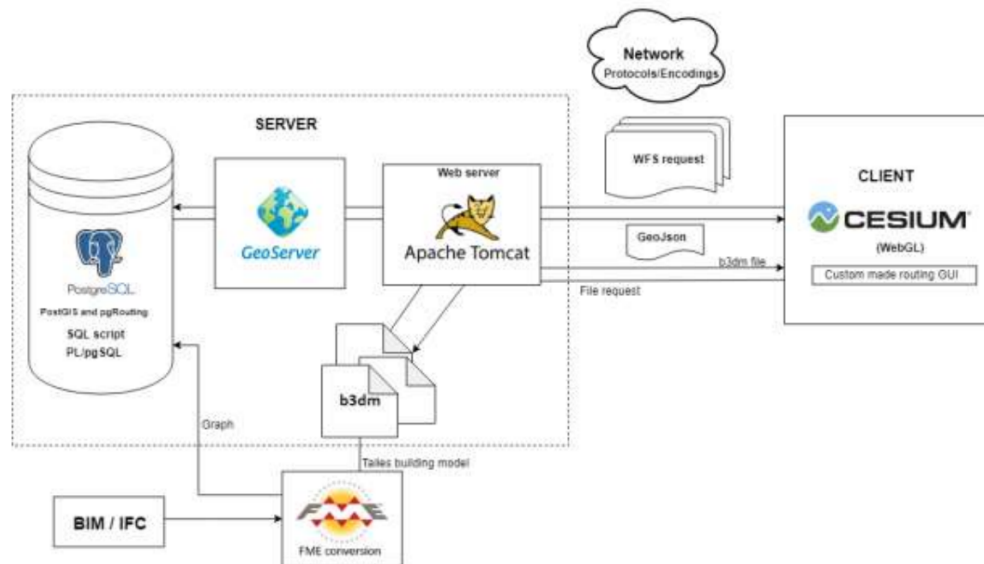 Network
Protocols/Encodings
SERVER
WFS request
CLIENT
Web server
CESIUM
(WebGL)
GeoServer
Apache Tomcat
GeoJson
b3dm file
Custom made routing GUI
File request
PostgreSQL
PostGIS and pgRouting
SQL script
PL/pgSQL
b3dm
Graph
Tailes building model
BIM / IFC
FME
FME conversion